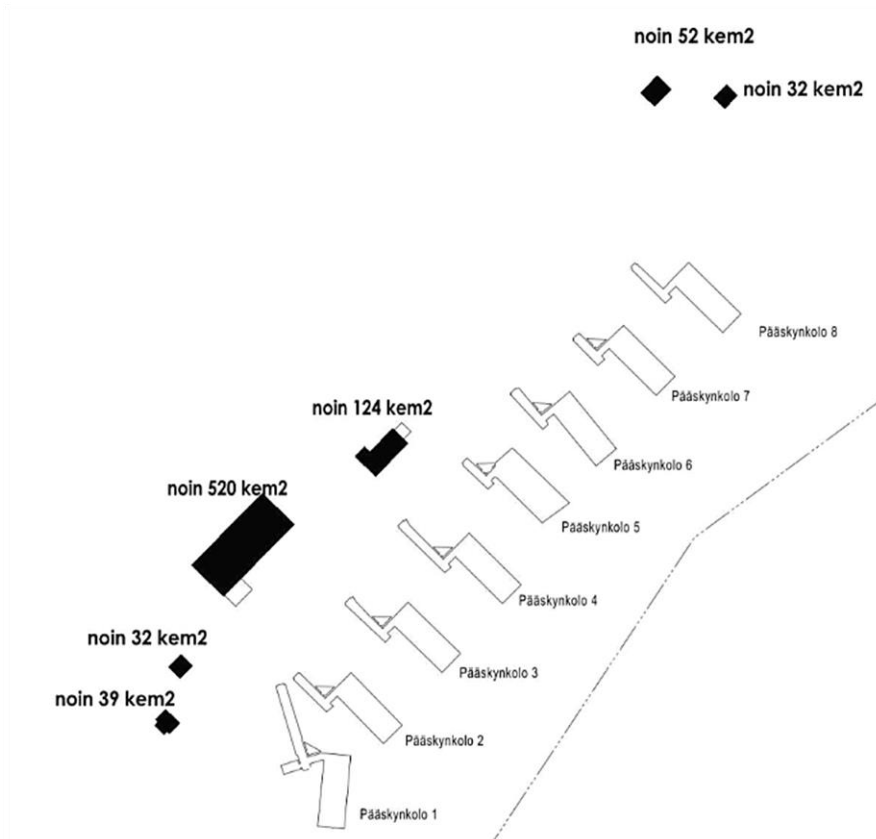 noin 52 kem2
noin 32 kem2
Pääskynkolo 8
Pääskynkolo 7
noin 124 kem2
Pääskynkolo 6
noin 520 kem2
Pääskynkolo 5
Pääskynkolo 4
noin 32 kem2
Pääskynkolo 3
noin 39 kem2
Pääskynkolo 2
Pääskynkolo 1